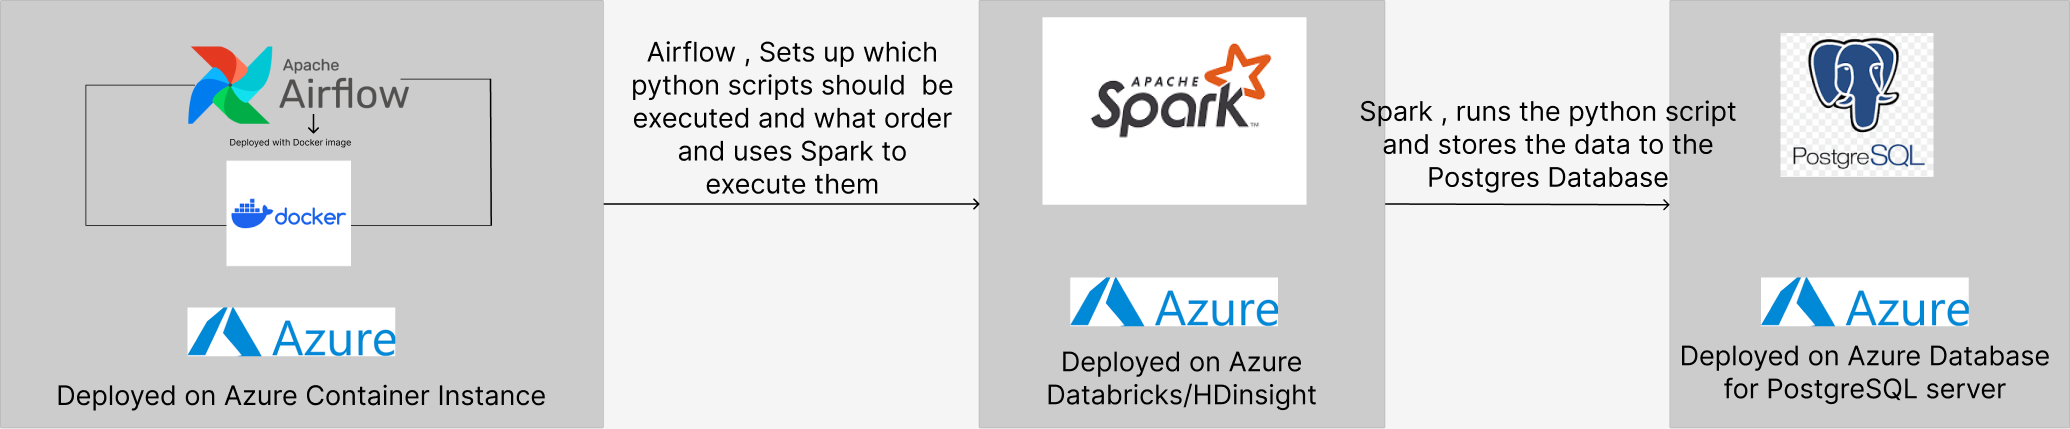 Apache
Airflow
Deployed with Docker image
docker
Azure
Deployed on Azure Container Instance
Airflow , Sets up which
python scripts should  be
executed and what order
and uses Spark to
execute them
APACHE
Spark
TM
Azure
Deployed on Azure
Databricks/HDinsight
Spark , runs the python script
and stores the data to the
Postgres Database
PostgreSQL
Azure
Deployed on Azure Database
for PostgreSQL server